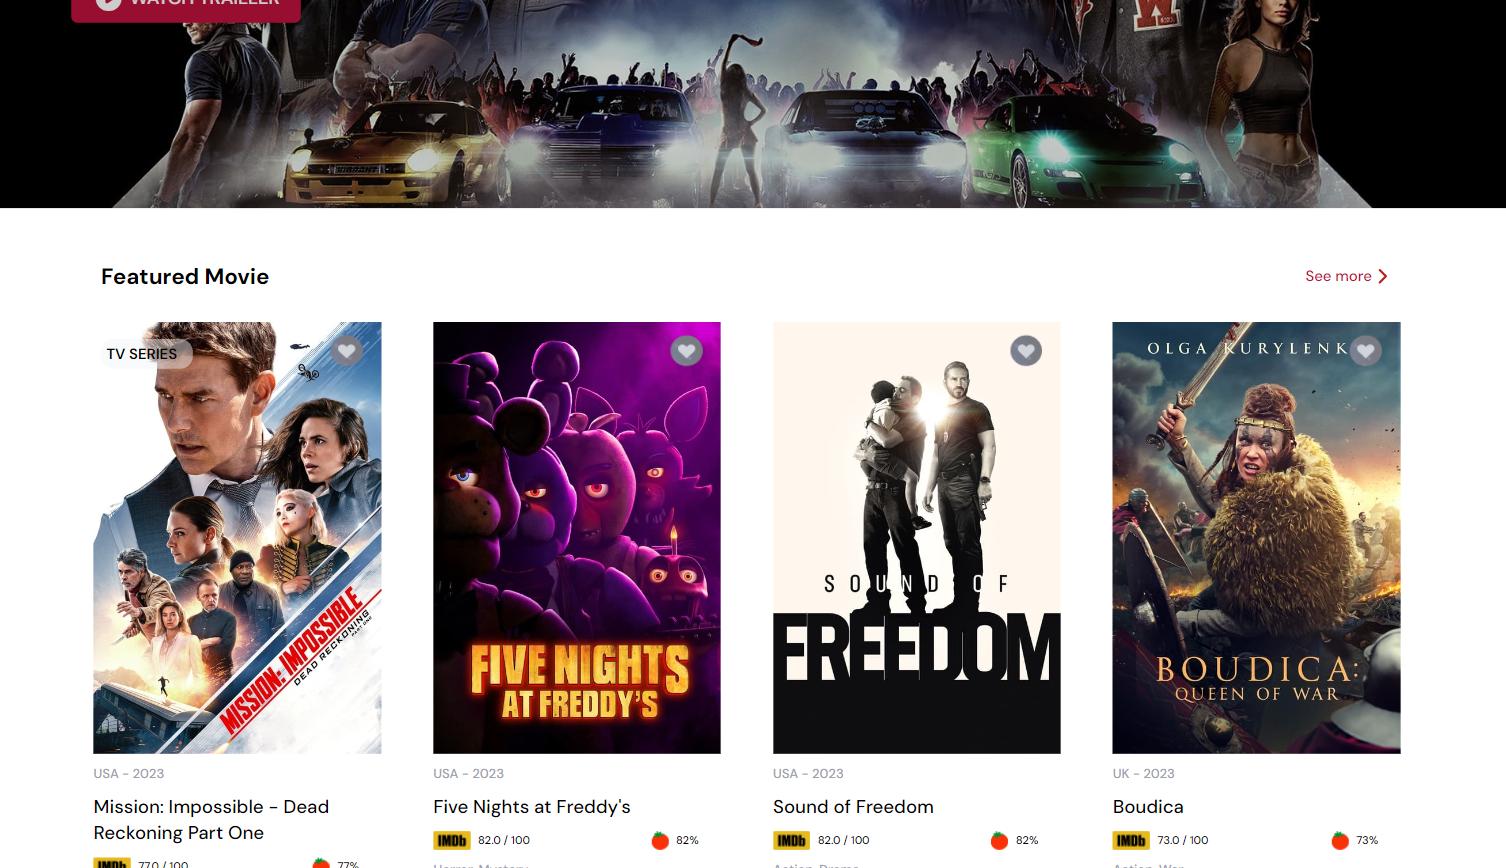 WATCH TRAILLER
W
Featured Movie
See more
TV SERIES
MISSION: IMPOSSIBLE
DEAD RECKONING
PART ONE
USA - 2023
Mission: Impossible - Dead
Reckoning Part One
IMDb 77.0 / 100
77%
FIVE NIGHTS
AT FREDDY'S
USA - 2023
Five Nights at Freddy's
IMDb 82.0 / 100
82%
Horror, Mystery
SOUND OF
FREEDOM
USA - 2023
Sound of Freedom
IMDb 82.0 / 100
82%
Action, Drama
OLGA KURYLENK
BOUDICA:
QUEEN OF WAR
UK - 2023
Boudica
IMDb 73.0 / 100
73%
Action, War